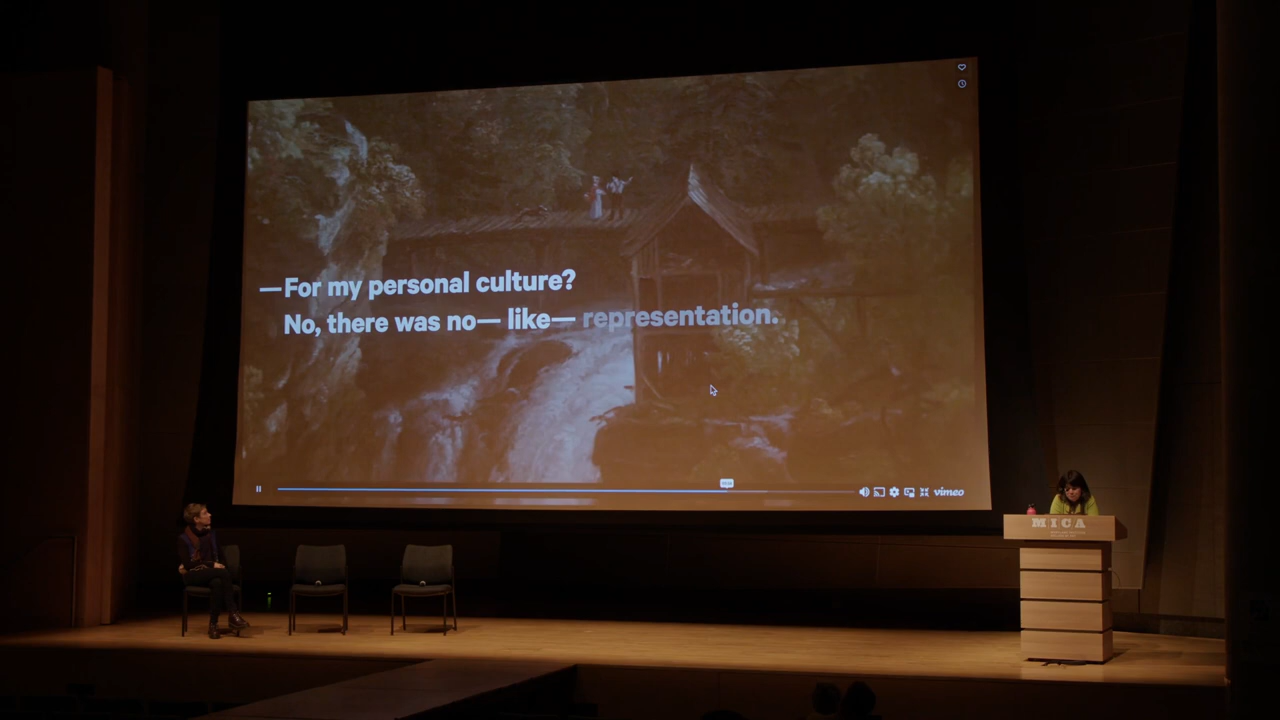 —For my personal culture?
No, there was no— like— representation.
vimeo
MICA